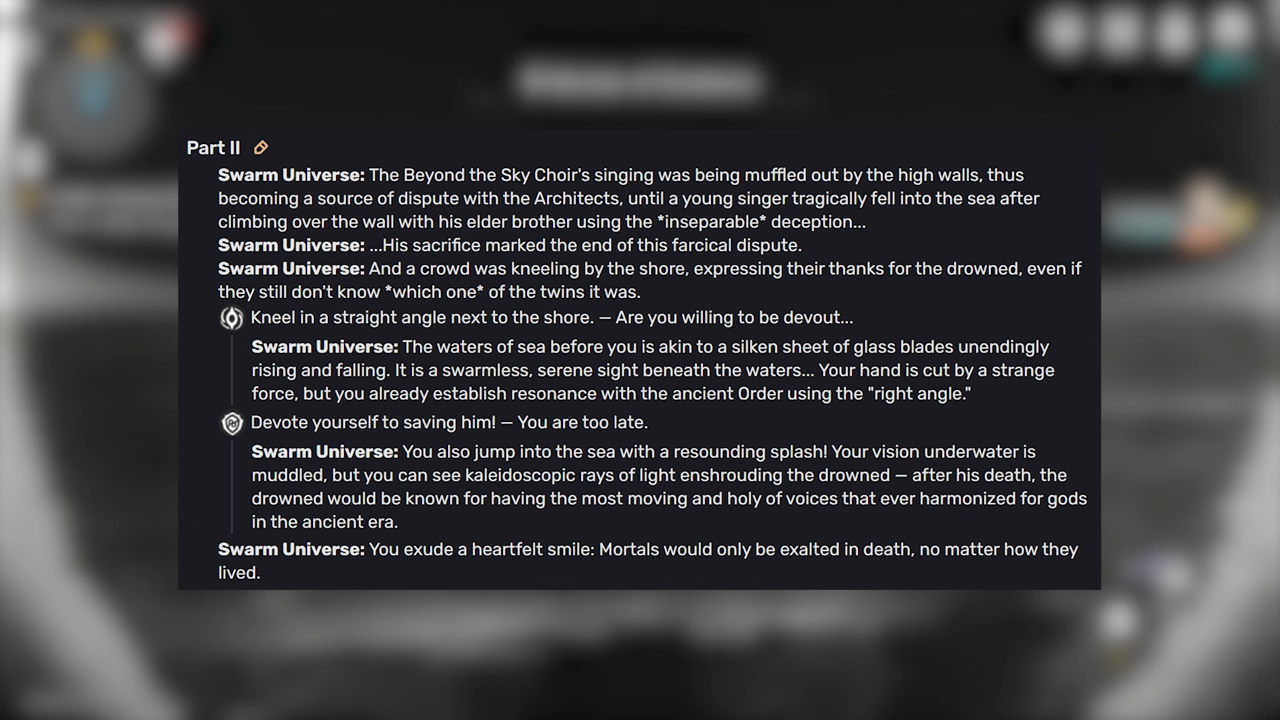 Part II
Swarm Universe: The Beyond the Sky Choir's singing was being muffled out by the high walls, thus
becoming a source of dispute with the Architects, until a young singer tragically fell into the sea after
climbing over the wall with his elder brother using the *inseparable* deception...
Swarm Universe: ...His sacrifice marked the end of this farcical dispute.
Swarm Universe: And a crowd was kneeling by the shore, expressing their thanks for the drowned, even if
they still don't know *which one* of the twins it was.
Kneel in a straight angle next to the shore. — Are you willing to be devout...
Swarm Universe: The waters of sea before you is akin to a silken sheet of glass blades unendingly
rising and falling. It is a swarmless, serene sight beneath the waters... Your hand is cut by a strange
force, but you already establish resonance with the ancient Order using the "right angle."
Devote yourself to saving him! — You are too late.
Swarm Universe: You also jump into the sea with a resounding splash! Your vision underwater is
muddled, but you can see kaleidoscopic rays of light enshrouding the drowned — after his death, the
drowned would be known for having the most moving and holy of voices that ever harmonized for gods
in the ancient era.
Swarm Universe: You exude a heartfelt smile: Mortals would only be exalted in death, no matter how they
lived.